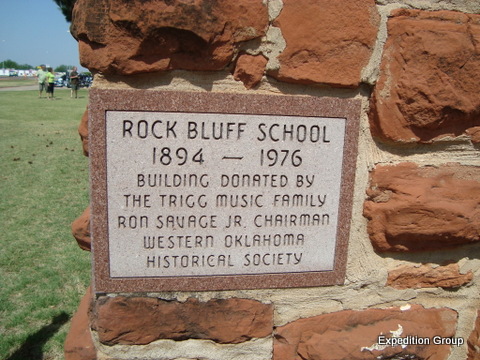 ROCK BLUFF SCHOOL
1894 — 1976
BUILDING DONATED BY
THE TRIGG MUSIC FAMILY
RON SAVAGE JR. CHAIRMAN
WESTERN OKLAHOMA
HISTORICAL SOCIETY
Expedition Group